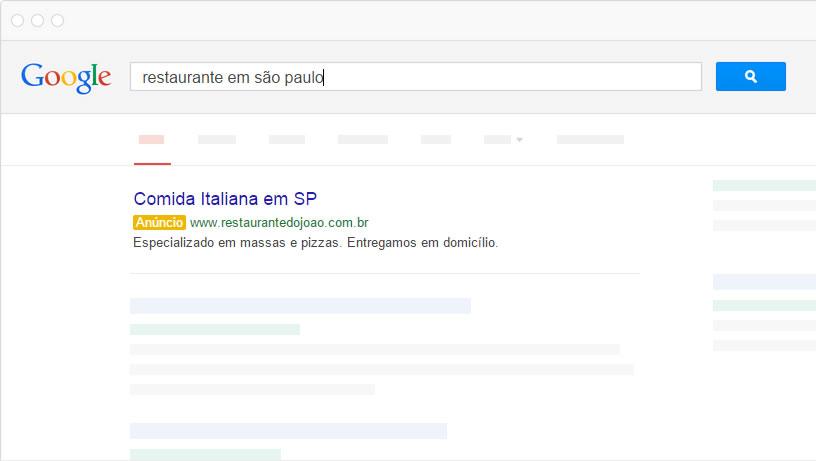 Google
restaurante em são paulo
Comida Italiana em SP
Anúncio www.restaurantedojoao.com.br
Especializado em massas e pizzas. Entregamos em domicílio.